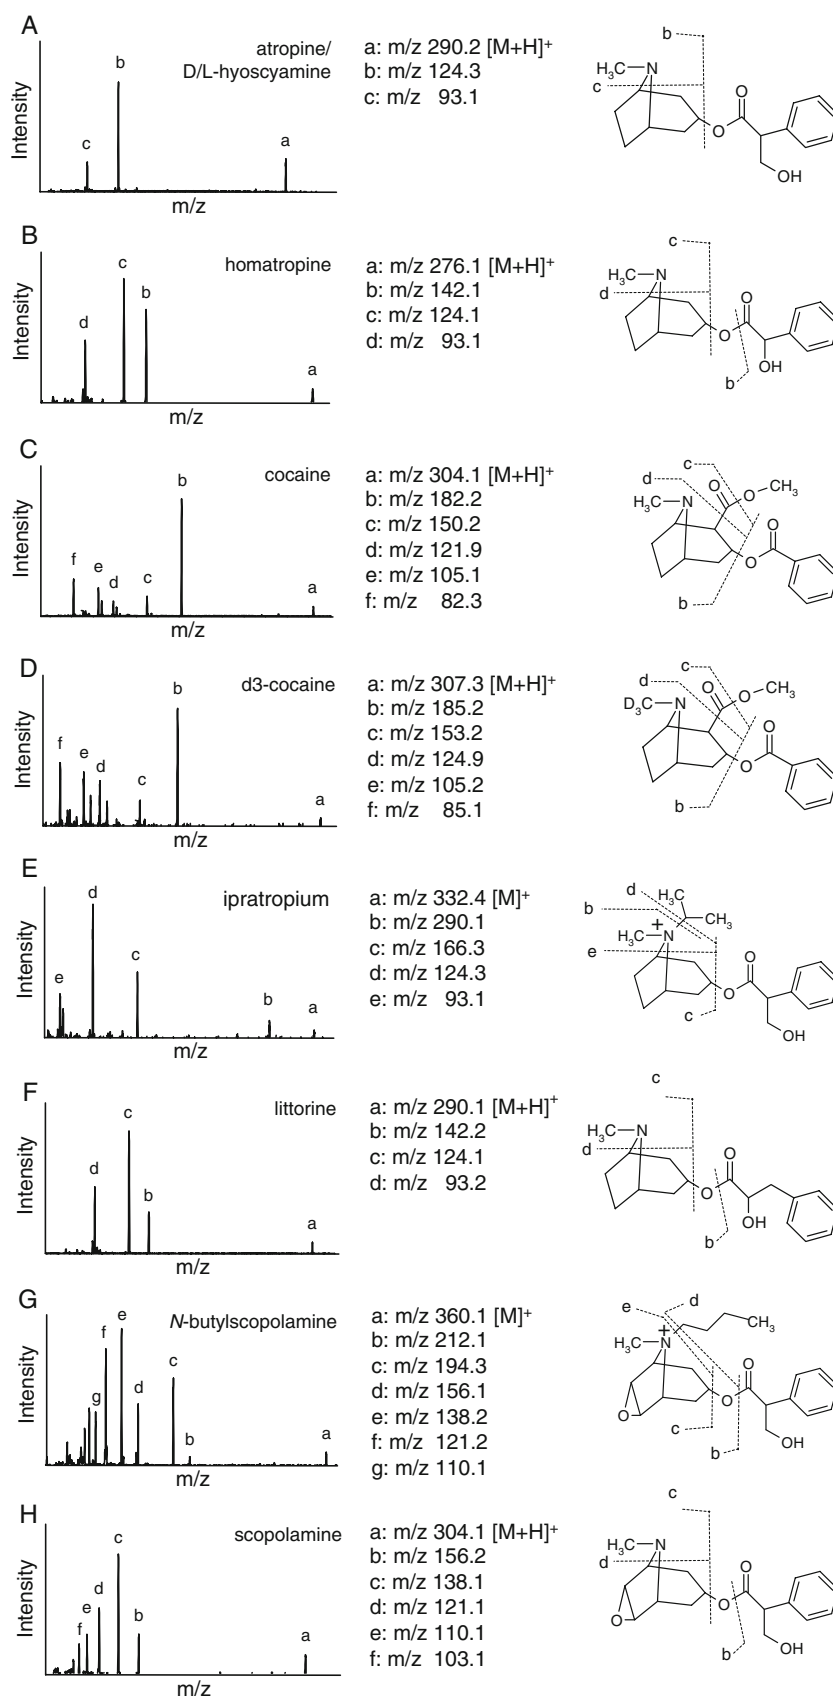 A
atropine/
D/L-hyoscyamine
Intensity
b
c
a
m/z
a: m/z 290.2 [M+H]⁺
b: m/z 124.3
c: m/z 93.1
b
H₃C
N
c
O
O
OH
B
homatropine
Intensity
c
b
d
a
m/z
a: m/z 276.1 [M+H]⁺
b: m/z 142.1
c: m/z 124.1
d: m/z 93.1
c
H₃C
N
d
O
O
OH
b
C
cocaine
Intensity
b
f
e
d
c
a
m/z
a: m/z 304.1 [M+H]⁺
b: m/z 182.2
c: m/z 150.2
d: m/z 121.9
e: m/z 105.1
f: m/z 82.3
c
d
O
O
CH₃
H₃C
N
O
O
b
D
d3-cocaine
Intensity
b
f
e
d
c
a
m/z
a: m/z 307.3 [M+H]⁺
b: m/z 185.2
c: m/z 153.2
d: m/z 124.9
e: m/z 105.2
f: m/z 85.1
c
d
O
O
CH₃
D₃C
N
O
O
b
E
ipratropium
Intensity
d
c
e
b
a
m/z
a: m/z 332.4 [M]⁺
b: m/z 290.1
c: m/z 166.3
d: m/z 124.3
e: m/z 93.1
d
H₃C
b
CH₃
+
H₃C
N
e
O
O
c
OH
F
littorine
Intensity
c
d
b
a
m/z
a: m/z 290.1 [M+H]⁺
b: m/z 142.2
c: m/z 124.1
d: m/z 93.2
c
H₃C
N
d
O
O
OH
b
G
N-butylscopolamine
Intensity
e
f
c
g
d
b
a
m/z
a: m/z 360.1 [M]⁺
b: m/z 212.1
c: m/z 194.3
d: m/z 156.1
e: m/z 138.2
f: m/z 121.2
g: m/z 110.1
d
e
CH₃
+
H₃C
N
O
O
O
c
OH
b
H
scopolamine
Intensity
c
d
e
f
b
a
m/z
a: m/z 304.1 [M+H]⁺
b: m/z 156.2
c: m/z 138.1
d: m/z 121.1
e: m/z 110.1
f: m/z 103.1
c
H₃C
N
d
O
O
O
OH
b